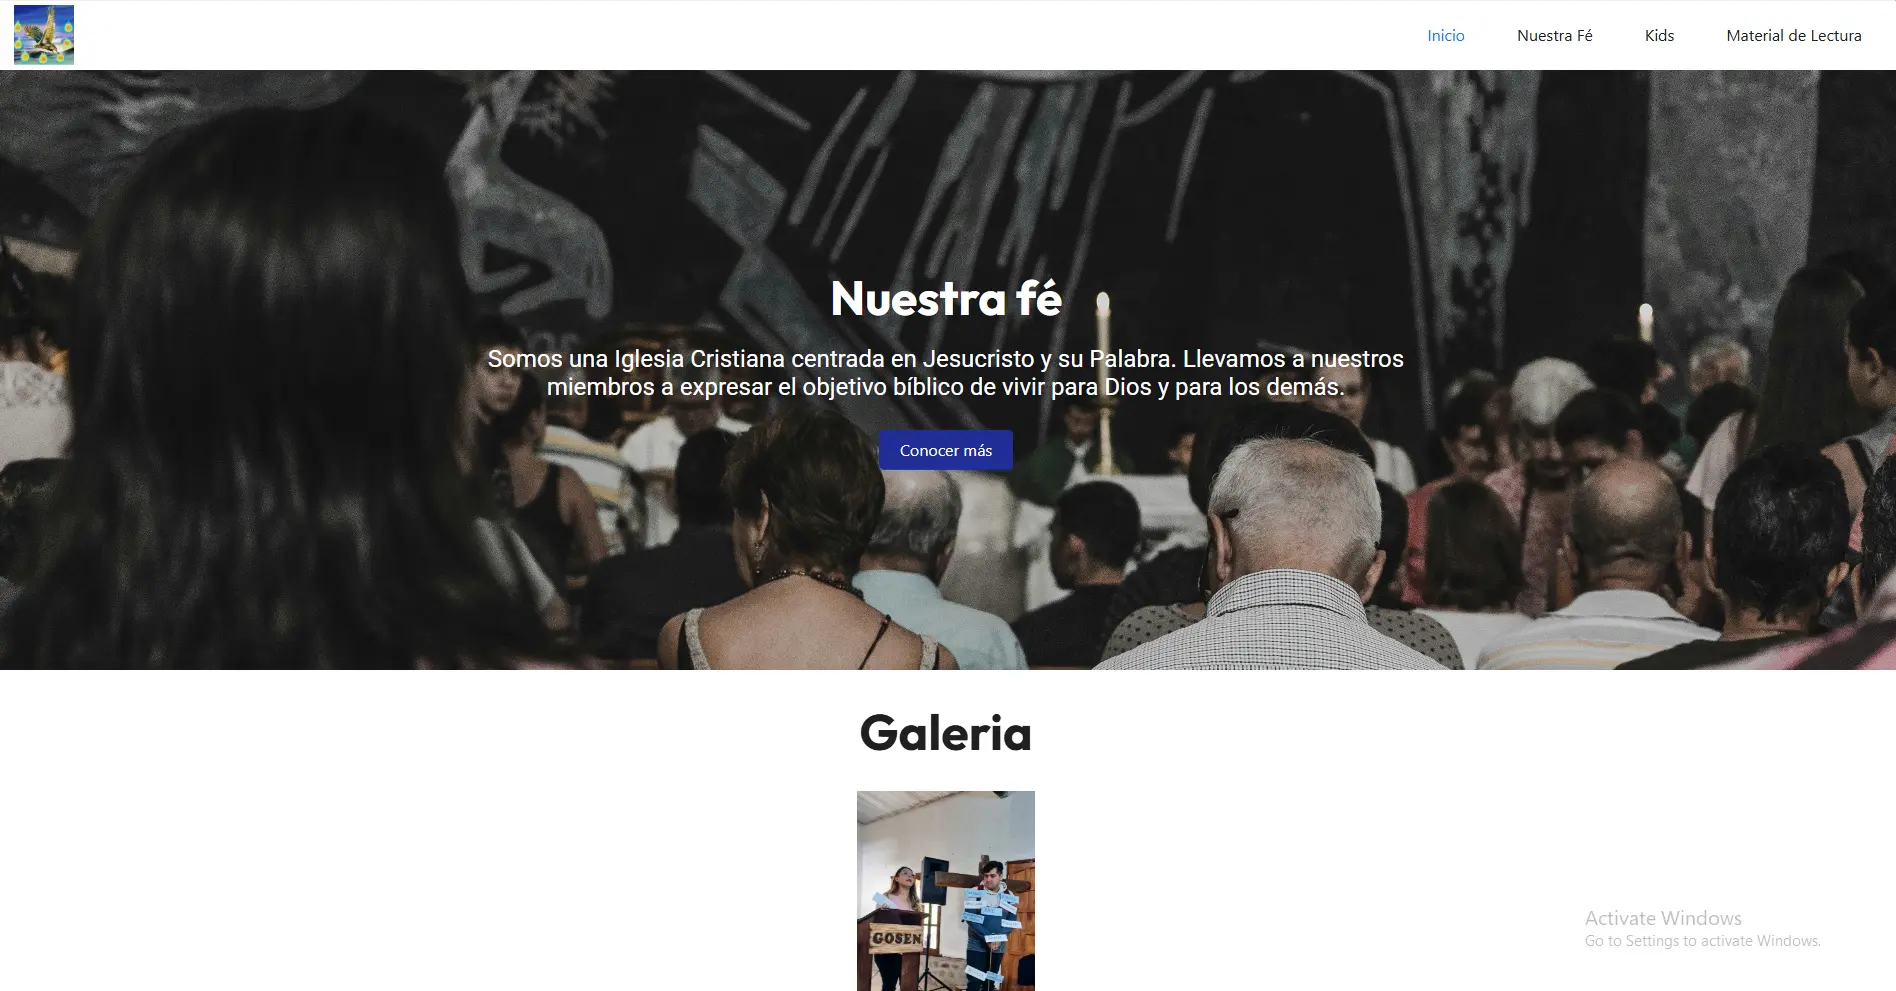 Inicio
Nuestra Fé
Kids
Material de Lectura
Nuestra fé
Somos una Iglesia Cristiana centrada en Jesucristo y su Palabra. Llevamos a nuestros
miembros a expresar el objetivo bíblico de vivir para Dios y para los demás.
Conocer más
Galeria
GOSEN
Activate Windows
Go to Settings to activate Windows.